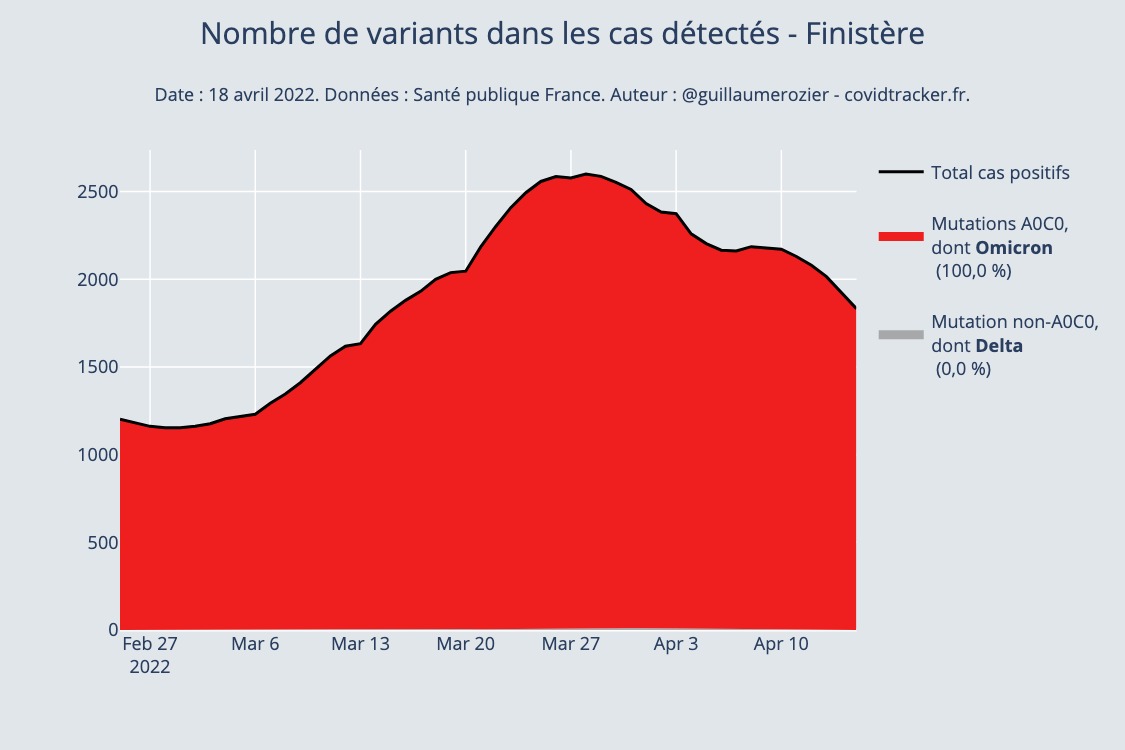 Nombre de variants dans les cas détectés - Finistère
Date : 18 avril 2022. Données : Santé publique France. Auteur : @guillaumerozier - covidtracker.fr.
2500
2000
1500
1000
500
0
Feb 27
2022
Mar 6
Mar 13
Mar 20
Mar 27
Apr 3
Apr 10
Total cas positifs
Mutations A0C0,
dont Omicron
(100,0 %)
Mutation non-A0C0,
dont Delta
(0,0 %)